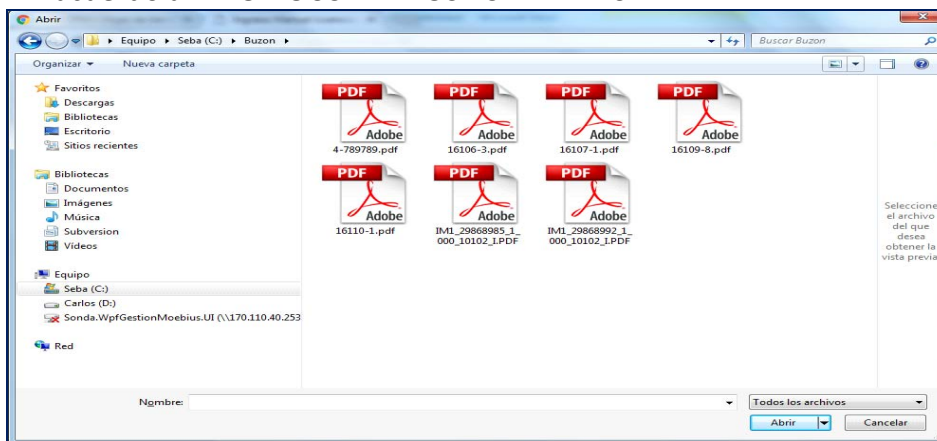 Abrir
Equipo
Seba (C:)
Buzon
Buscar Buzon
Organizar
Nueva carpeta
Favoritos
Descargas
Bibliotecas
Escritorio
Sitios recientes
Bibliotecas
Documentos
Imágenes
Música
Subversion
Vídeos
Equipo
Seba (C:)
Carlos (D:)
Sonda.WpfGestionMoebius.UI (\\170.110.40.253
Red
PDF
Adobe
4-789789.pdf
PDF
Adobe
16106-3.pdf
PDF
Adobe
16107-1.pdf
PDF
Adobe
16109-8.pdf
PDF
Adobe
16110-1.pdf
PDF
Adobe
IM1_29868985_1_
000_10102_I.PDF
PDF
Adobe
IM1_29868992_1_
000_10102_I.PDF
Seleccione
el archivo
del que
desea
obtener la
vista previa
Nombre:
Todos los archivos
Abrir
Cancelar